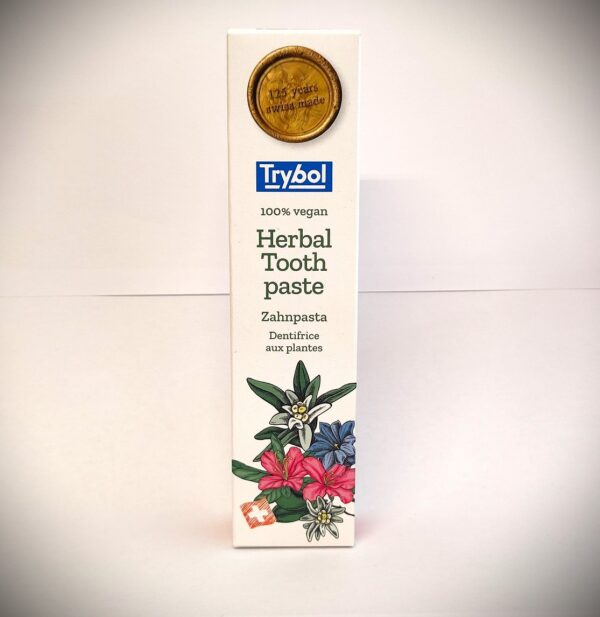 125 years
swiss made
Trybol
100% vegan
Herbal
Tooth
paste
Zahnpasta
Dentifrice
aux plantes